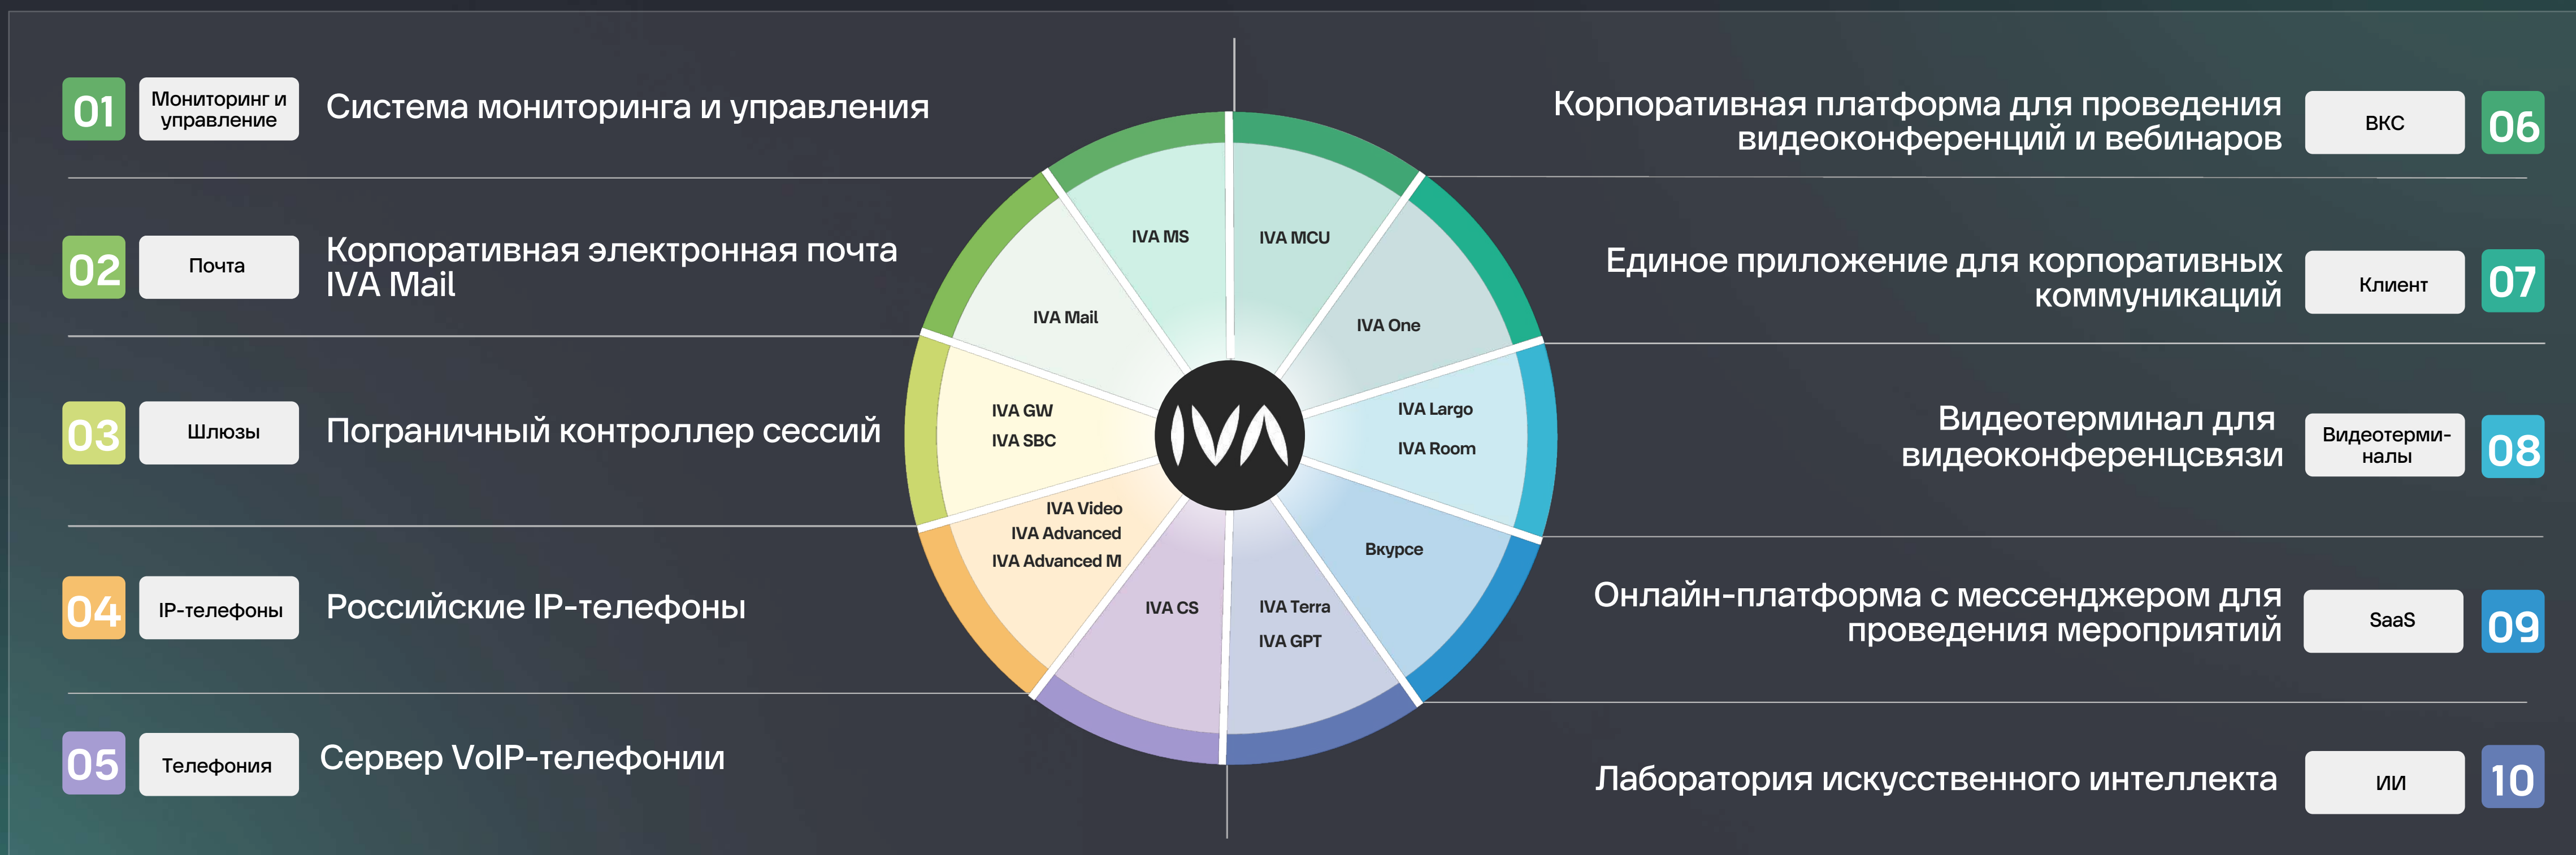 01
Мониторинг и
управление
Система мониторинга и управления
02
Почта
Корпоративная электронная почта
IVA Mail
03
Шлюзы
Пограничный контроллер сессий
04
IP-телефоны
Российские IP-телефоны
05
Телефония
Сервер VoIP-телефонии
IVA MS
IVA MCU
IVA Mail
IVA One
IVA GW
IVA SBC
IVA Largo
IVA Room
IVA
IVA Video
IVA Advanced
IVA Advanced M
Вкурсе
IVA CS
IVA Terra
IVA GPT
Корпоративная платформа для проведения
видеоконференций и вебинаров
ВКС
06
Единое приложение для корпоративных
коммуникаций
Клиент
07
Видеотерминал для
видеоконференцсвязи
Видеотерми-
налы
08
Онлайн-платформа с мессенджером для
проведения мероприятий
SaaS
09
Лаборатория искусственного интеллекта
ИИ
10